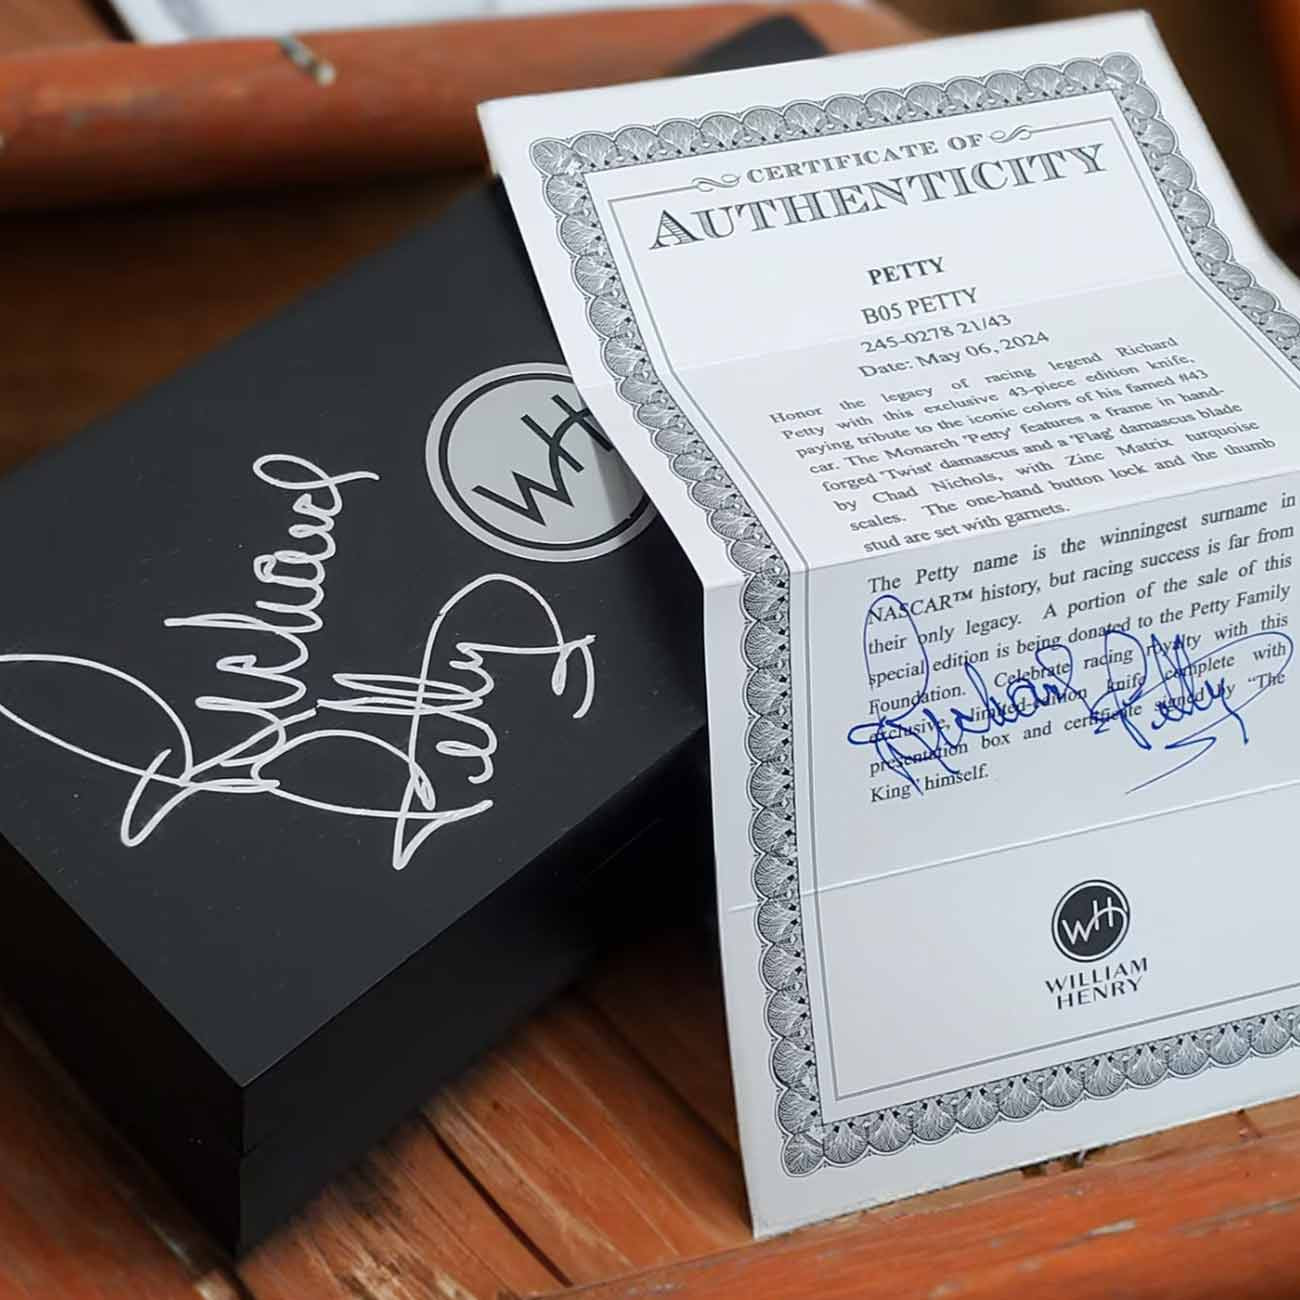 CERTIFICATE OF
AUTHENTICITY
PETTY
B05 PETTY
245-0278 21/43
Date: May 06, 2024
Honor the legacy of racing legend Richard
Petty with this exclusive 43-piece edition knife,
paying tribute to the iconic colors of his famed #43
car. The Monarch 'Petty' features a frame in hand-
forged 'Twist' damascus and a 'Flag' damascus blade
by Chad Nichols, with Zinc Matrix turquoise
scales. The one-hand button lock and the thumb
stud are set with garnets.
The Petty name is the winningest surname in
NASCAR™ history, but racing success is far from
their only legacy. A portion of the sale of this
special edition is being donated to the Petty Family
Foundation. Celebrate racing royalty with this
exclusive, limited-edition knife complete with
presentation box and certificate signed by “The
King' himself.
Richard Petty
WH
WILLIAM
HENRY
WH
Richard
Petty